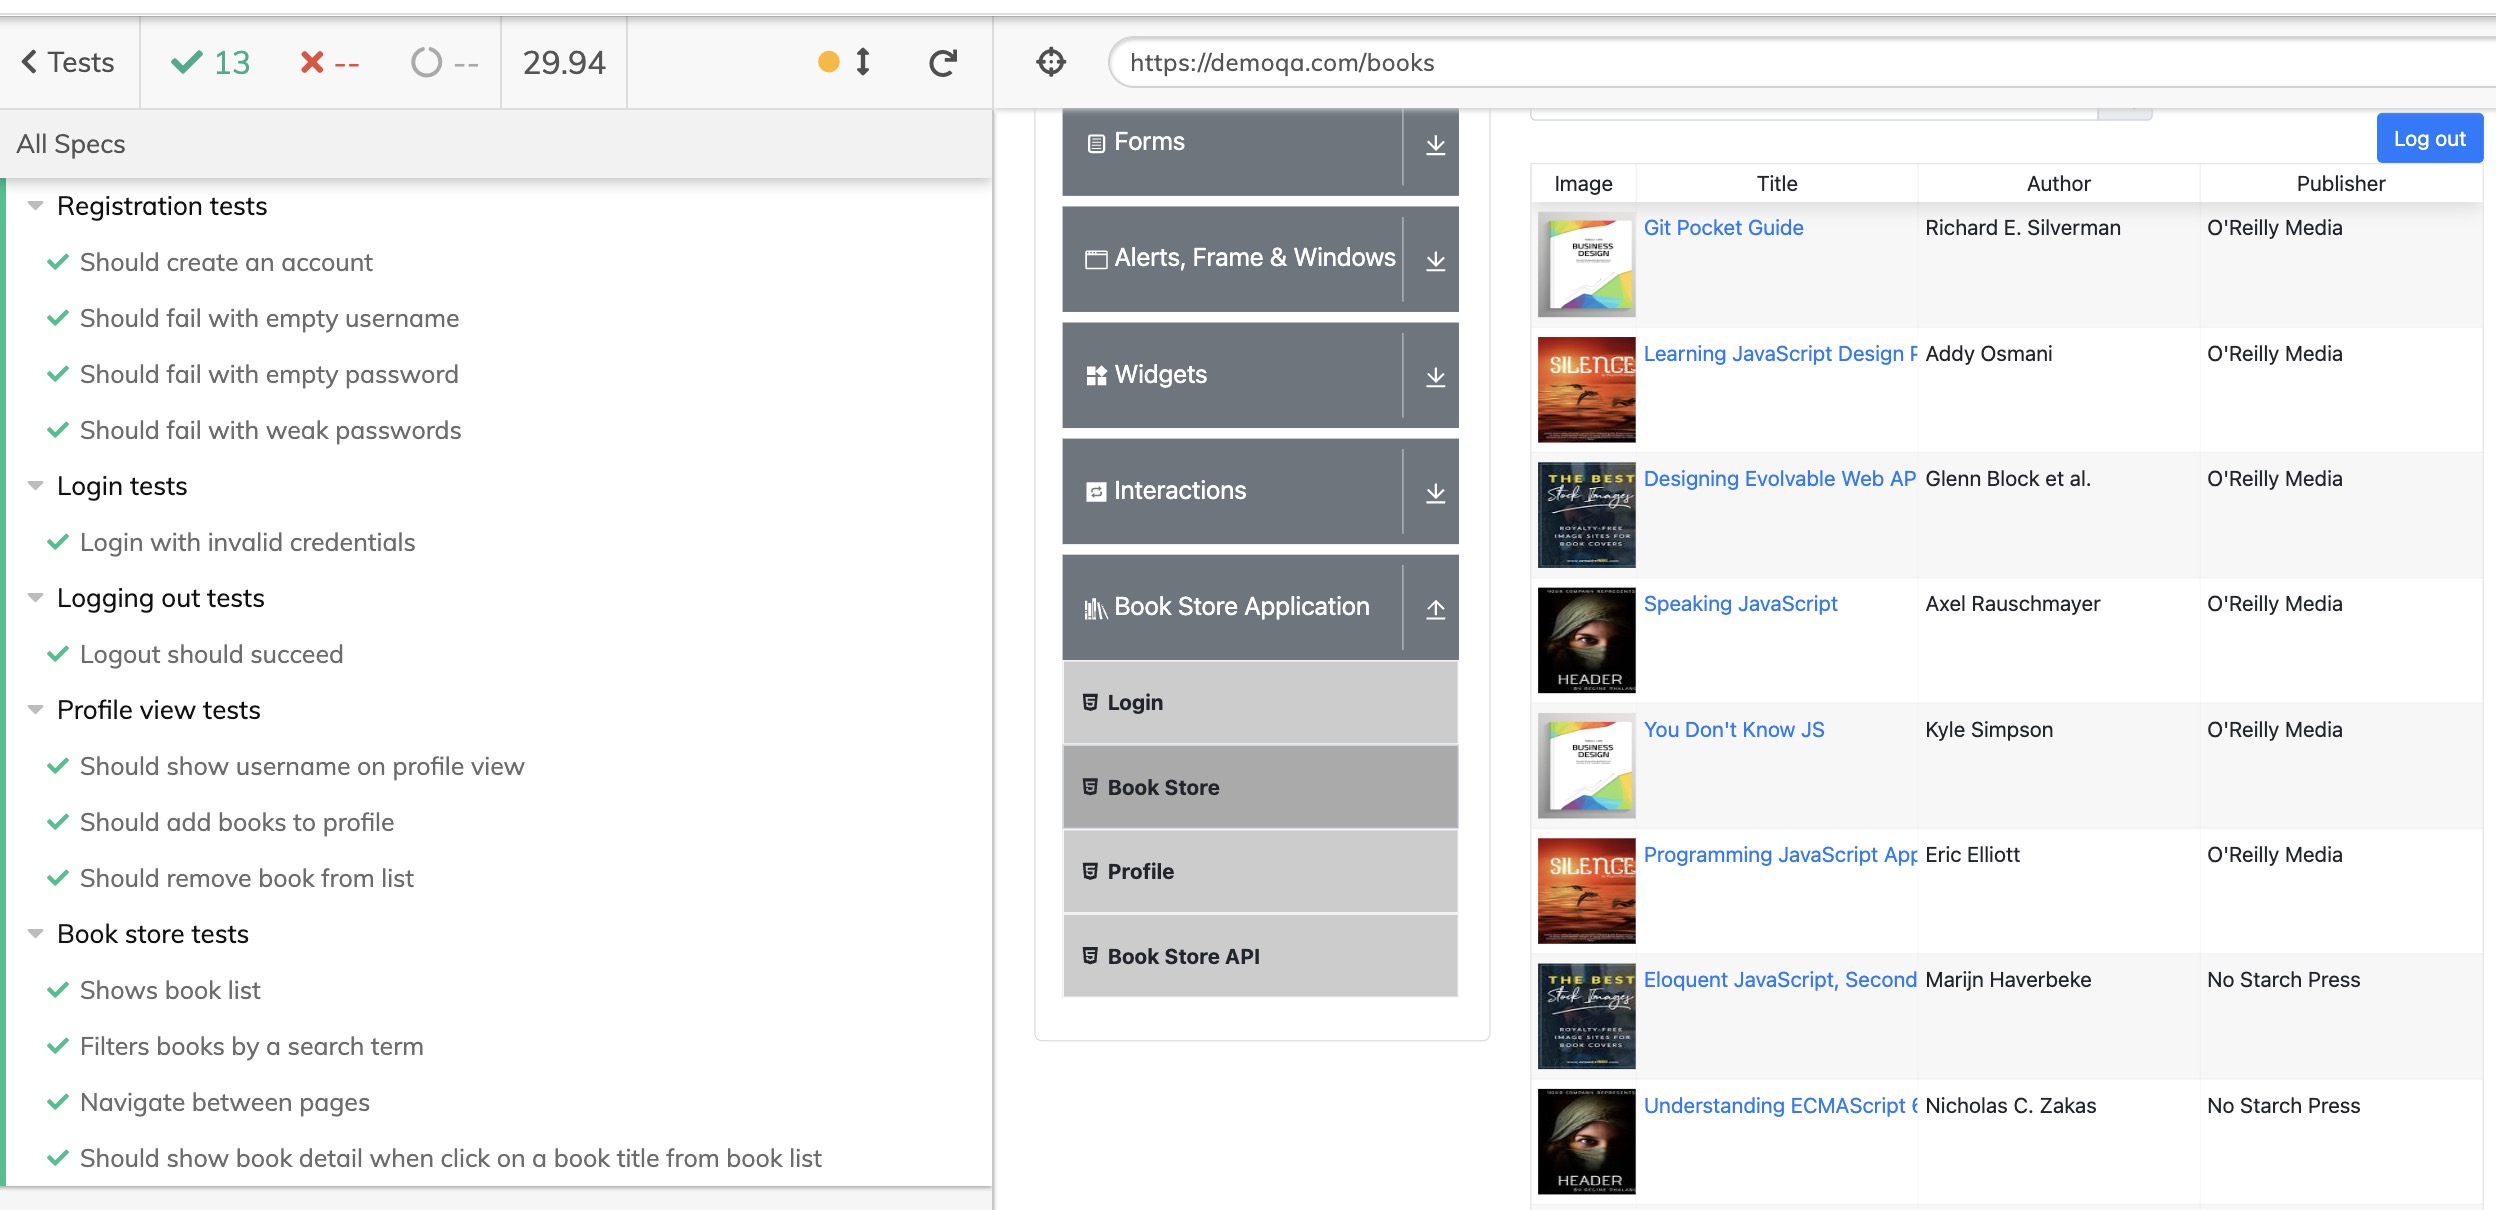 Tests
13
--
--
29.94
https://demoqa.com/books
All Specs
Registration tests
Should create an account
Should fail with empty username
Should fail with empty password
Should fail with weak passwords
Login tests
Login with invalid credentials
Logging out tests
Logout should succeed
Profile view tests
Should show username on profile view
Should add books to profile
Should remove book from list
Book store tests
Shows book list
Filters books by a search term
Navigate between pages
Should show book detail when click on a book title from book list
Forms
Alerts, Frame & Windows
Widgets
Interactions
Book Store Application
Login
Book Store
Profile
Book Store API
Log out
Image Title Author Publisher
BUSINESS
DESIGN
Git Pocket Guide Richard E. Silverman O'Reilly Media
SILENCE
Learning JavaScript Design Addy Osmani O'Reilly Media
THE BEST
Stock Images
ROYALTY-FREE
IMAGE SITES FOR
BOOK COVERS
Designing Evolvable Web AP Glenn Block et al. O'Reilly Media
HEADER
Speaking JavaScript Axel Rauschmayer O'Reilly Media
BUSINESS
DESIGN
You Don't Know JS Kyle Simpson O'Reilly Media
SILENCE
Programming JavaScript App Eric Elliott O'Reilly Media
THE BEST
Stock Images
ROYALTY-FREE
IMAGE SITES FOR
BOOK COVERS
Eloquent JavaScript, Second Marijn Haverbeke No Starch Press
HEADER
Understanding ECMAScript 6 Nicholas C. Zakas No Starch Press